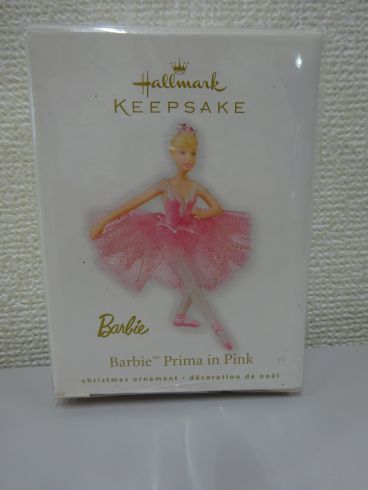 Hallmark
KEEPSAKE
Barbie
Barbie™ Prima in Pink
christmas ornament • décoration de noël